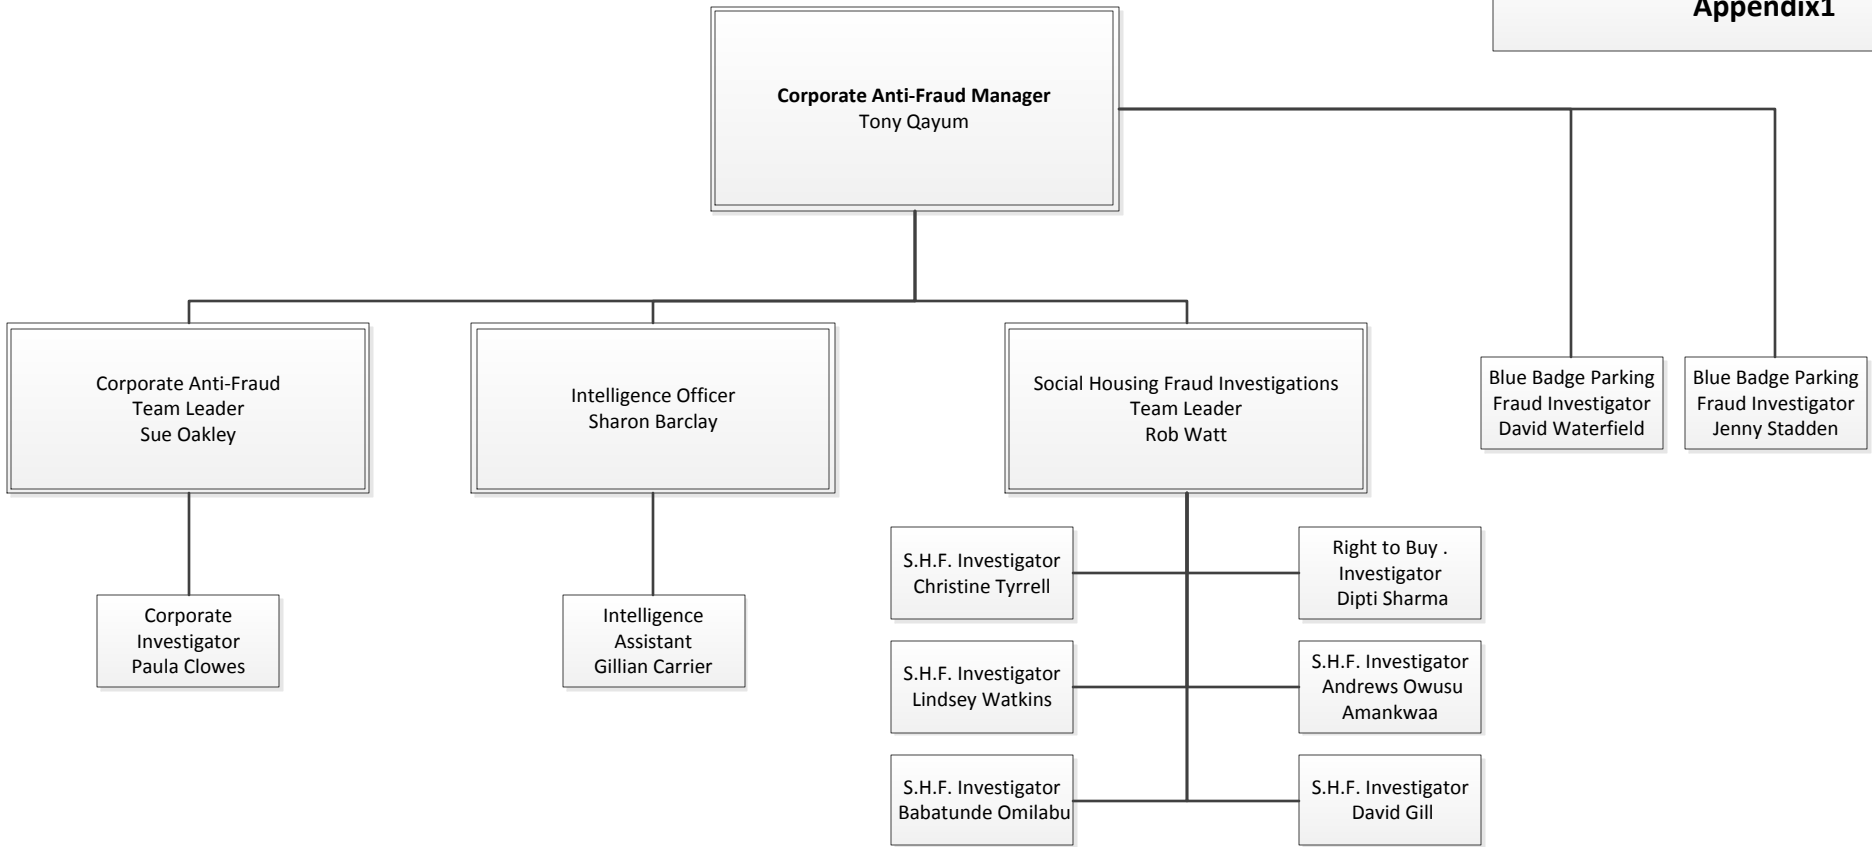 Appendix1
Corporate Anti-Fraud Manager
Tony Qayum
Corporate Anti-Fraud
Team Leader
Sue Oakley
Intelligence Officer
Sharon Barclay
Social Housing Fraud Investigations
Team Leader
Rob Watt
Blue Badge Parking
Fraud Investigator
David Waterfield
Blue Badge Parking
Fraud Investigator
Jenny Stadden
Corporate
Investigator
Paula Clowes
Intelligence
Assistant
Gillian Carrier
S.H.F. Investigator
Christine Tyrrell
Right to Buy .
Investigator
Dipti Sharma
S.H.F. Investigator
Lindsey Watkins
S.H.F. Investigator
Andrews Owusu
Amankwaa
S.H.F. Investigator
Babatunde Omilabu
S.H.F. Investigator
David Gill